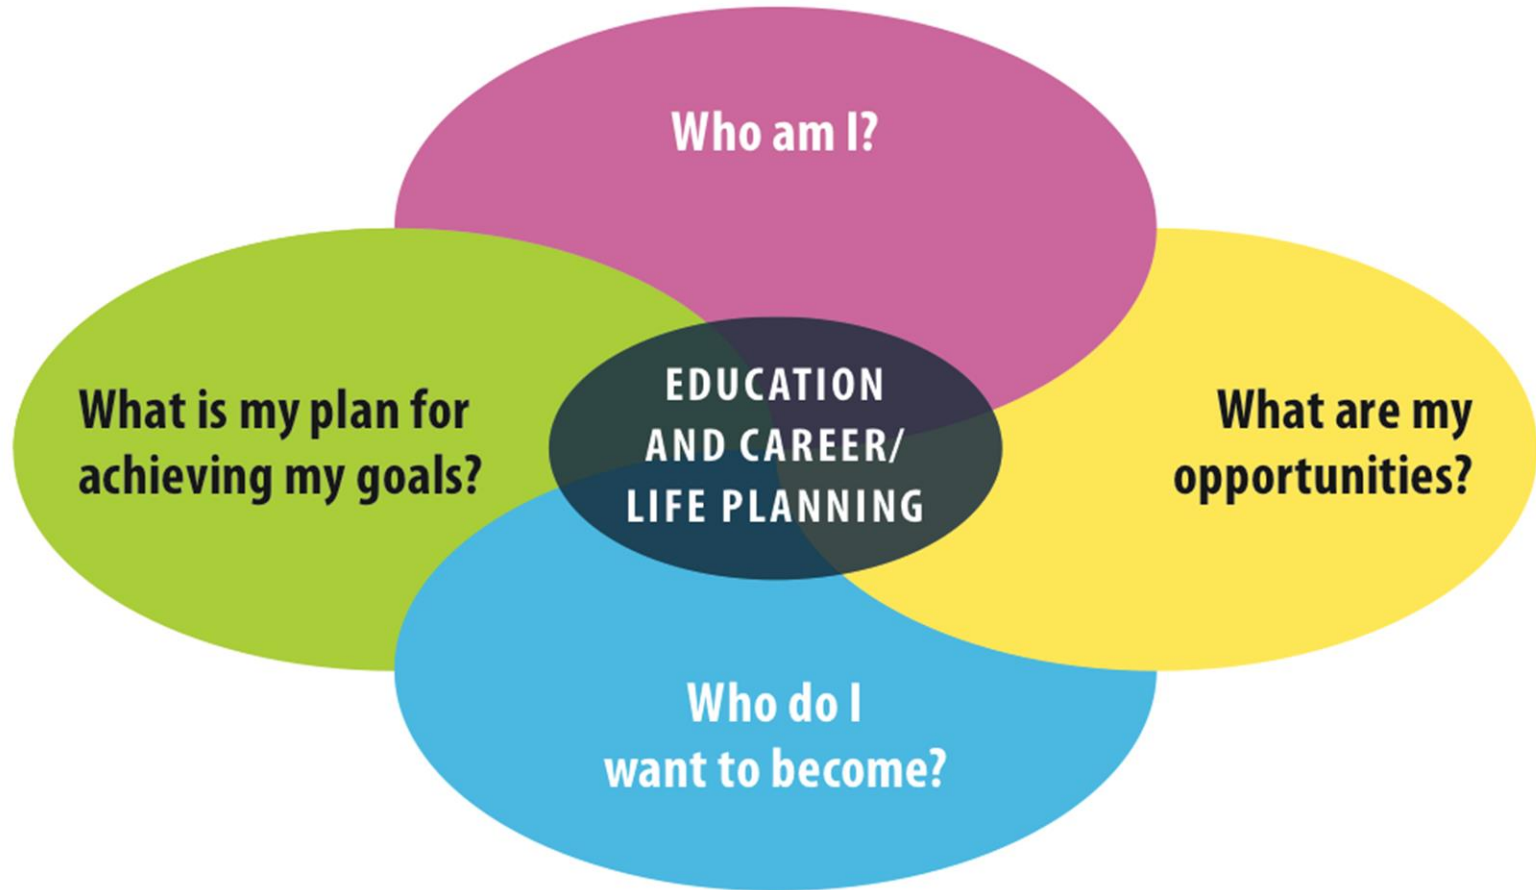 Who am I?
What is my plan for
achieving my goals?
EDUCATION
AND CAREER/
LIFE PLANNING
What are my
opportunities?
Who do I
want to become?